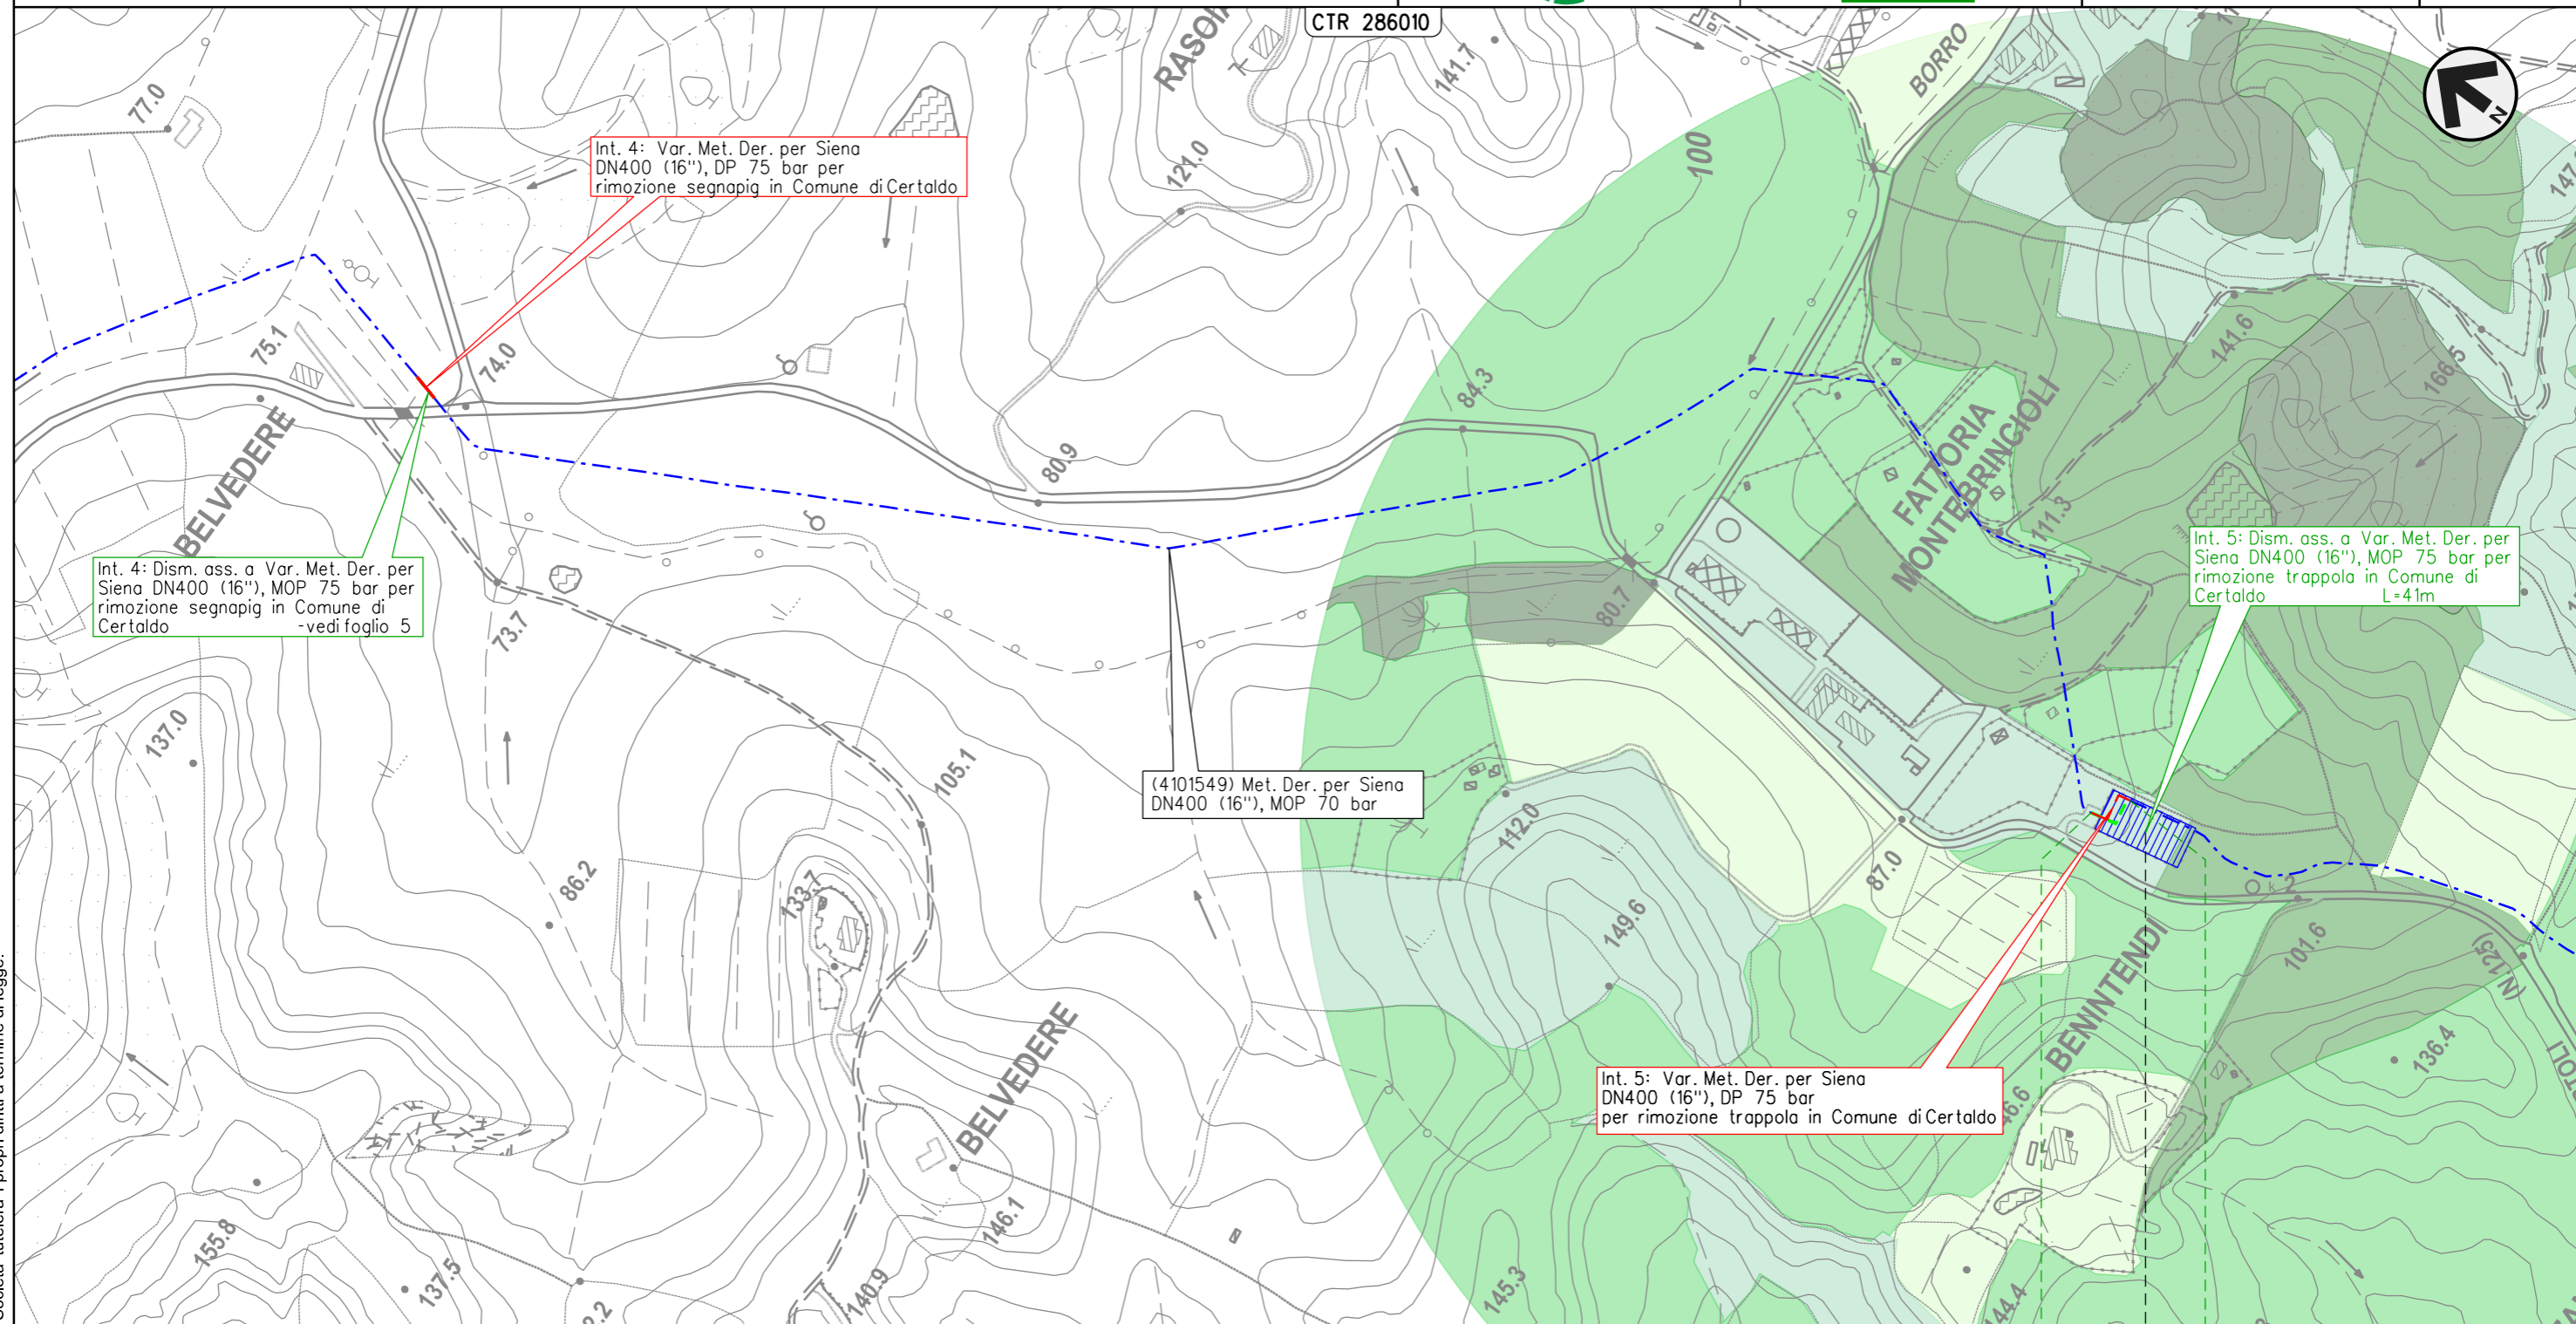 CTR 286010
N
77.0
141.7
BORRO
Int. 4: Var. Met. Der. per Siena
DN400 (16"), DP 75 bar per
rimozione segnapig in Comune di Certaldo
121.0
100
75.1
74.0
84.3
141.6
166.5
BELVEDERE
80.9
FATTORIA
MONTEBRINCIOLI
111.3
Int. 5: Dism. ass. a Var. Met. Der. per
Siena DN400 (16"), MOP 75 bar per
rimozione trappola in Comune di
Certaldo L=41m
Int. 4: Dism. ass. a Var. Met. Der. per
Siena DN400 (16"), MOP 75 bar per
rimozione segnapig in Comune di
Certaldo -vedi foglio 5
73.7
80.7
137.0
105.1
(4101549) Met. Der. per Siena
DN400 (16"), MOP 70 bar
112.0
87.0
86.2
133.7
149.6
101.6
(N 125)
BENINTENDI
136.4
BELVEDERE
Int. 5: Var. Met. Der. per Siena
DN400 (16"), DP 75 bar
per rimozione trappola in Comune di Certaldo
155.8
146.1
137.5
140.9
145.3